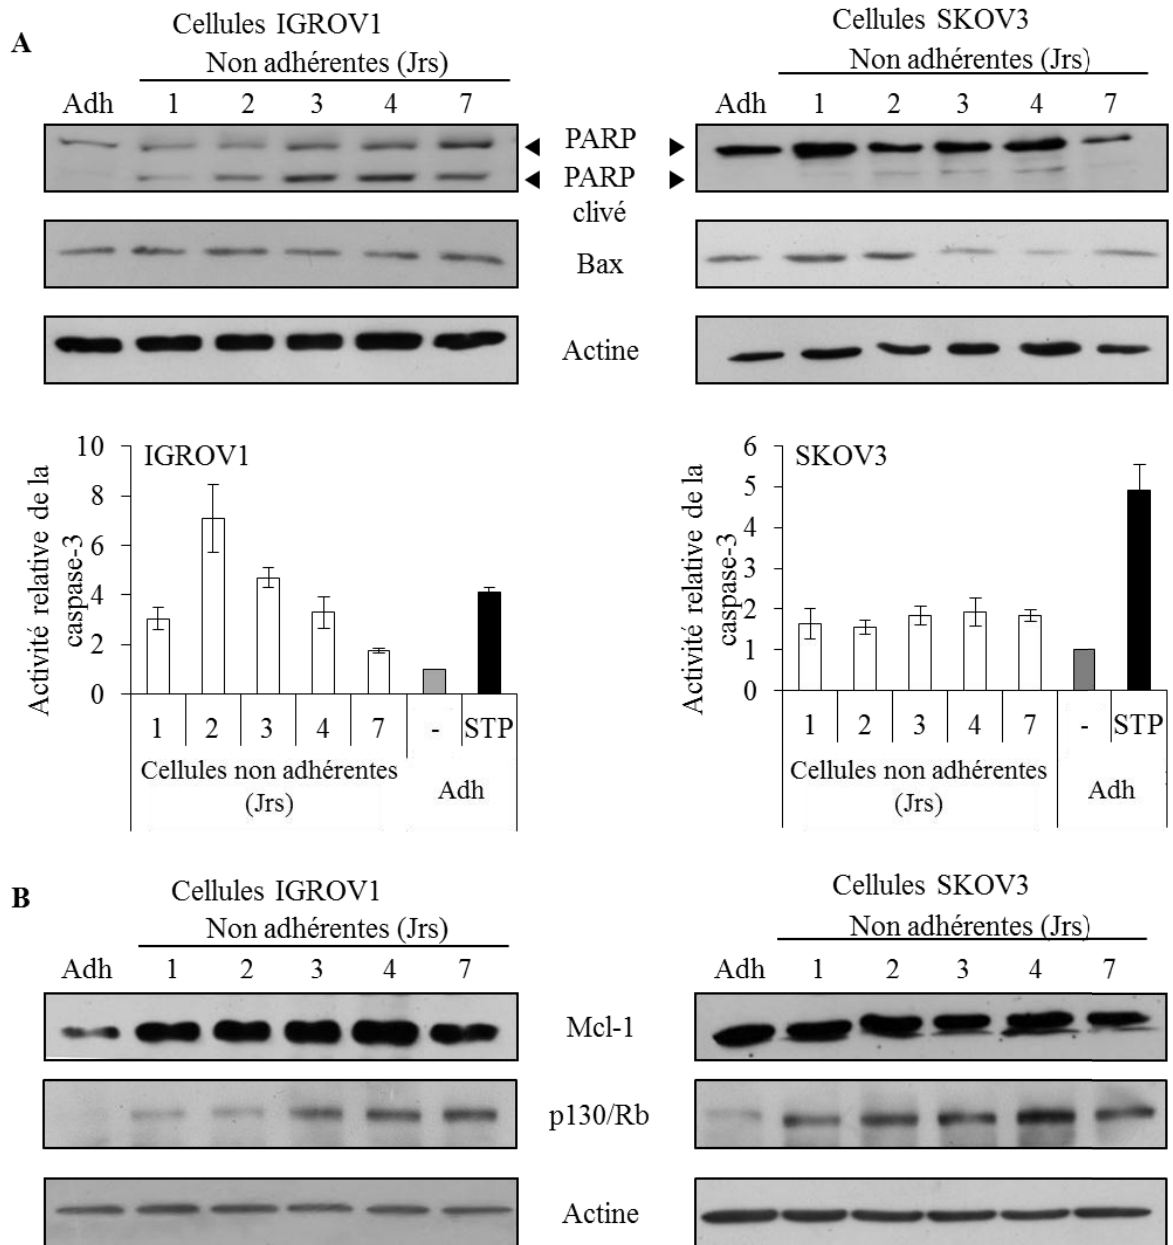 A
Cellules IGROV1
Non adhérentes (Jrs)
Adh 1 2 3 4 7
Cellules SKOV3
Non adhérentes (Jrs)
Adh 1 2 3 4 7
PARP
PARP
clivé
Bax
Actine
Activité relative de la
caspase-3
10
8
6
4
2
0
IGROV1
1 2 3 4 7 - STP
Cellules non adhérentes
(Jrs)
Adh
Activité relative de la
caspase-3
6
5
4
3
2
1
0
SKOV3
1 2 3 4 7 - STP
Cellules non adhérentes
(Jrs)
Adh
B
Cellules IGROV1
Non adhérentes (Jrs)
Adh 1 2 3 4 7
Cellules SKOV3
Non adhérentes (Jrs)
Adh 1 2 3 4 7
Mcl-1
p130/Rb
Actine